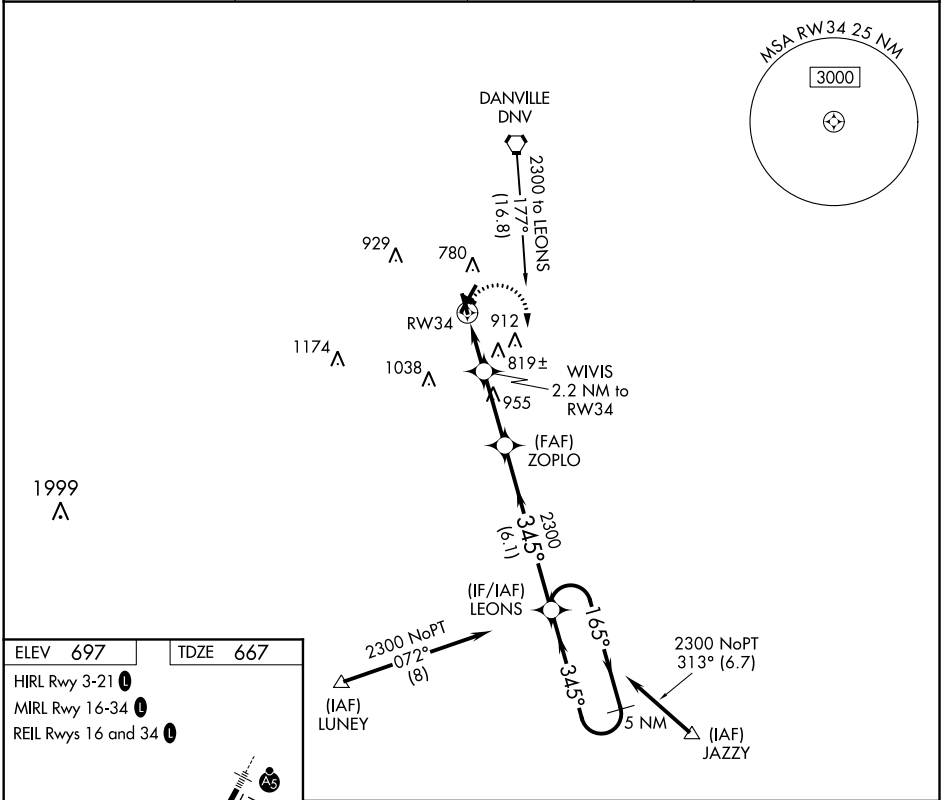 MSA RW34 25 NM
3000
DANVILLE
DNV
2300 to LEONS
177°
(16.8)
929
780
RW34
912
819±
1174
1038
WIVIS
2.2 NM to
RW34
955
(FAF)
ZOPLO
1999
2300
345°
(6.1)
(IF/IAF)
LEONS
165°
345°
5 NM
2300 NoPT
072°
(8)
(IAF)
LUNEY
2300 NoPT
313° (6.7)
(IAF)
JAZZY
ELEV 697
TDZE 667
HIRL Rwy 3-21 L
MIRL Rwy 16-34 L
REIL Rwys 16 and 34 L
A5